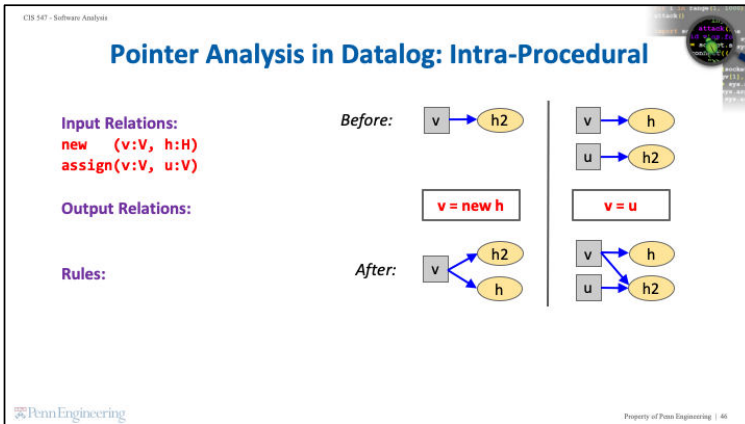 CIS 547 - Software Analysis
Pointer Analysis in Datalog: Intra-Procedural
Input Relations:
new (v:V, h:H)
assign(v:V, u:V)
Output Relations:
Rules:
Before:
v h2
v h
u h2
v = new h
v = u
After:
v h2
h
v h
u h2
Penn Engineering
Property of Penn Engineering | 46